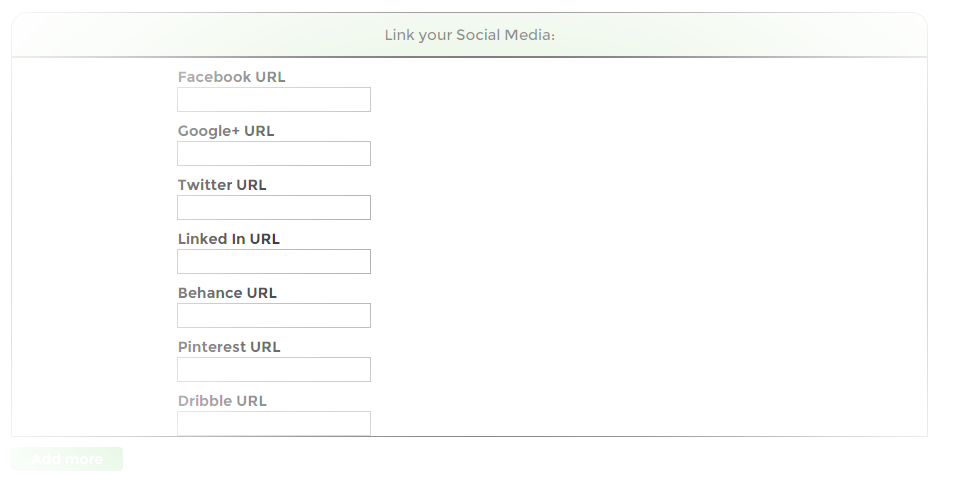 Link your Social Media:
Facebook URL
Google+ URL
Twitter URL
Linked In URL
Behance URL
Pinterest URL
Dribble URL
Add more